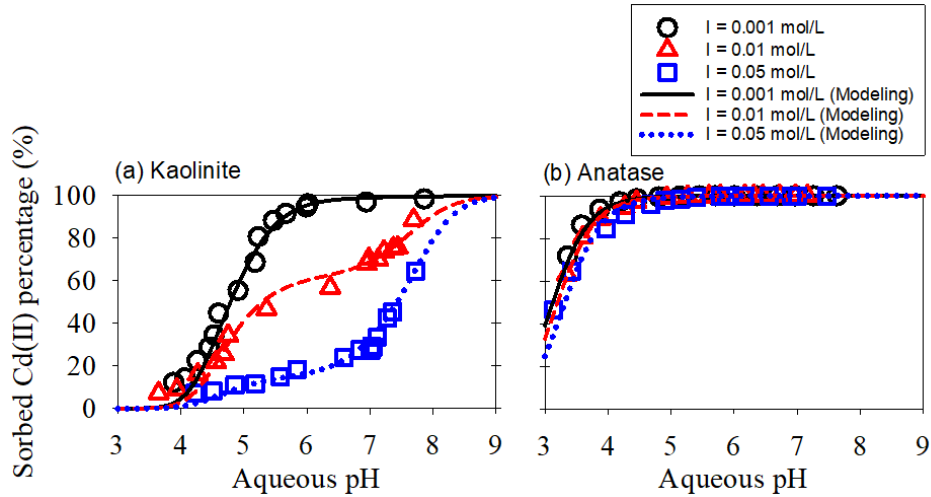 I = 0.001 mol/L
I = 0.01 mol/L
I = 0.05 mol/L
I = 0.001 mol/L (Modeling)
I = 0.01 mol/L (Modeling)
I = 0.05 mol/L (Modeling)
Sorbed Cd(II) percentage (%)
(a) Kaolinite
100
80
60
40
20
0
3 4 5 6 7 8 9
Aqueous pH
(b) Anatase
3 4 5 6 7 8 9
Aqueous pH